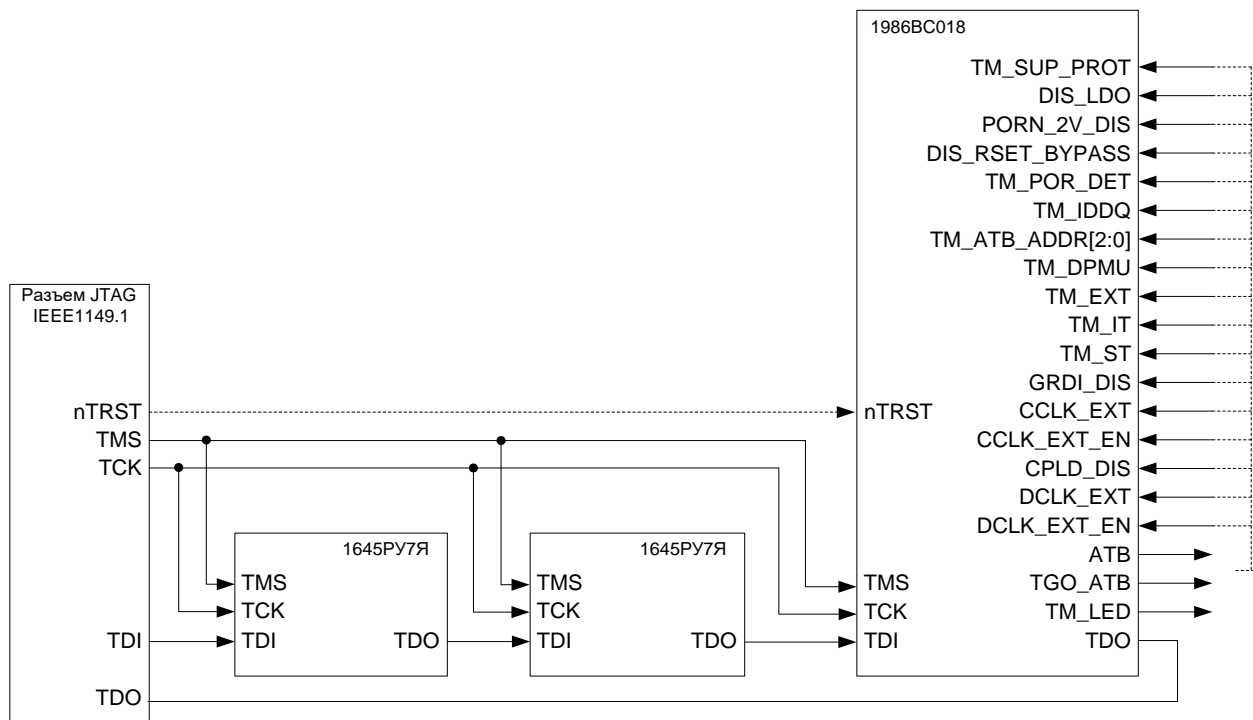 1986BC018
TM_SUP_PROT
DIS_LDO
PORN_2V_DIS
DIS_RSET_BYPASS
TM_POR_DET
TM_IDDQ
TM_ATB_ADDR[2:0]
TM_DPMU
TM_EXT
TM_IT
TM_ST
GRDI_DIS
CCLK_EXT
CCLK_EXT_EN
CPLD_DIS
DCLK_EXT
DCLK_EXT_EN
ATB
TGO_ATB
TM_LED
TDO
nTRST
TMS
TCK
TDI
Разъем JTAG
IEEE1149.1
nTRST
TMS
TCK
TDI
TDO
1645РУ7Я
TMS
TCK
TDI
TDO
1645РУ7Я
TMS
TCK
TDI
TDO